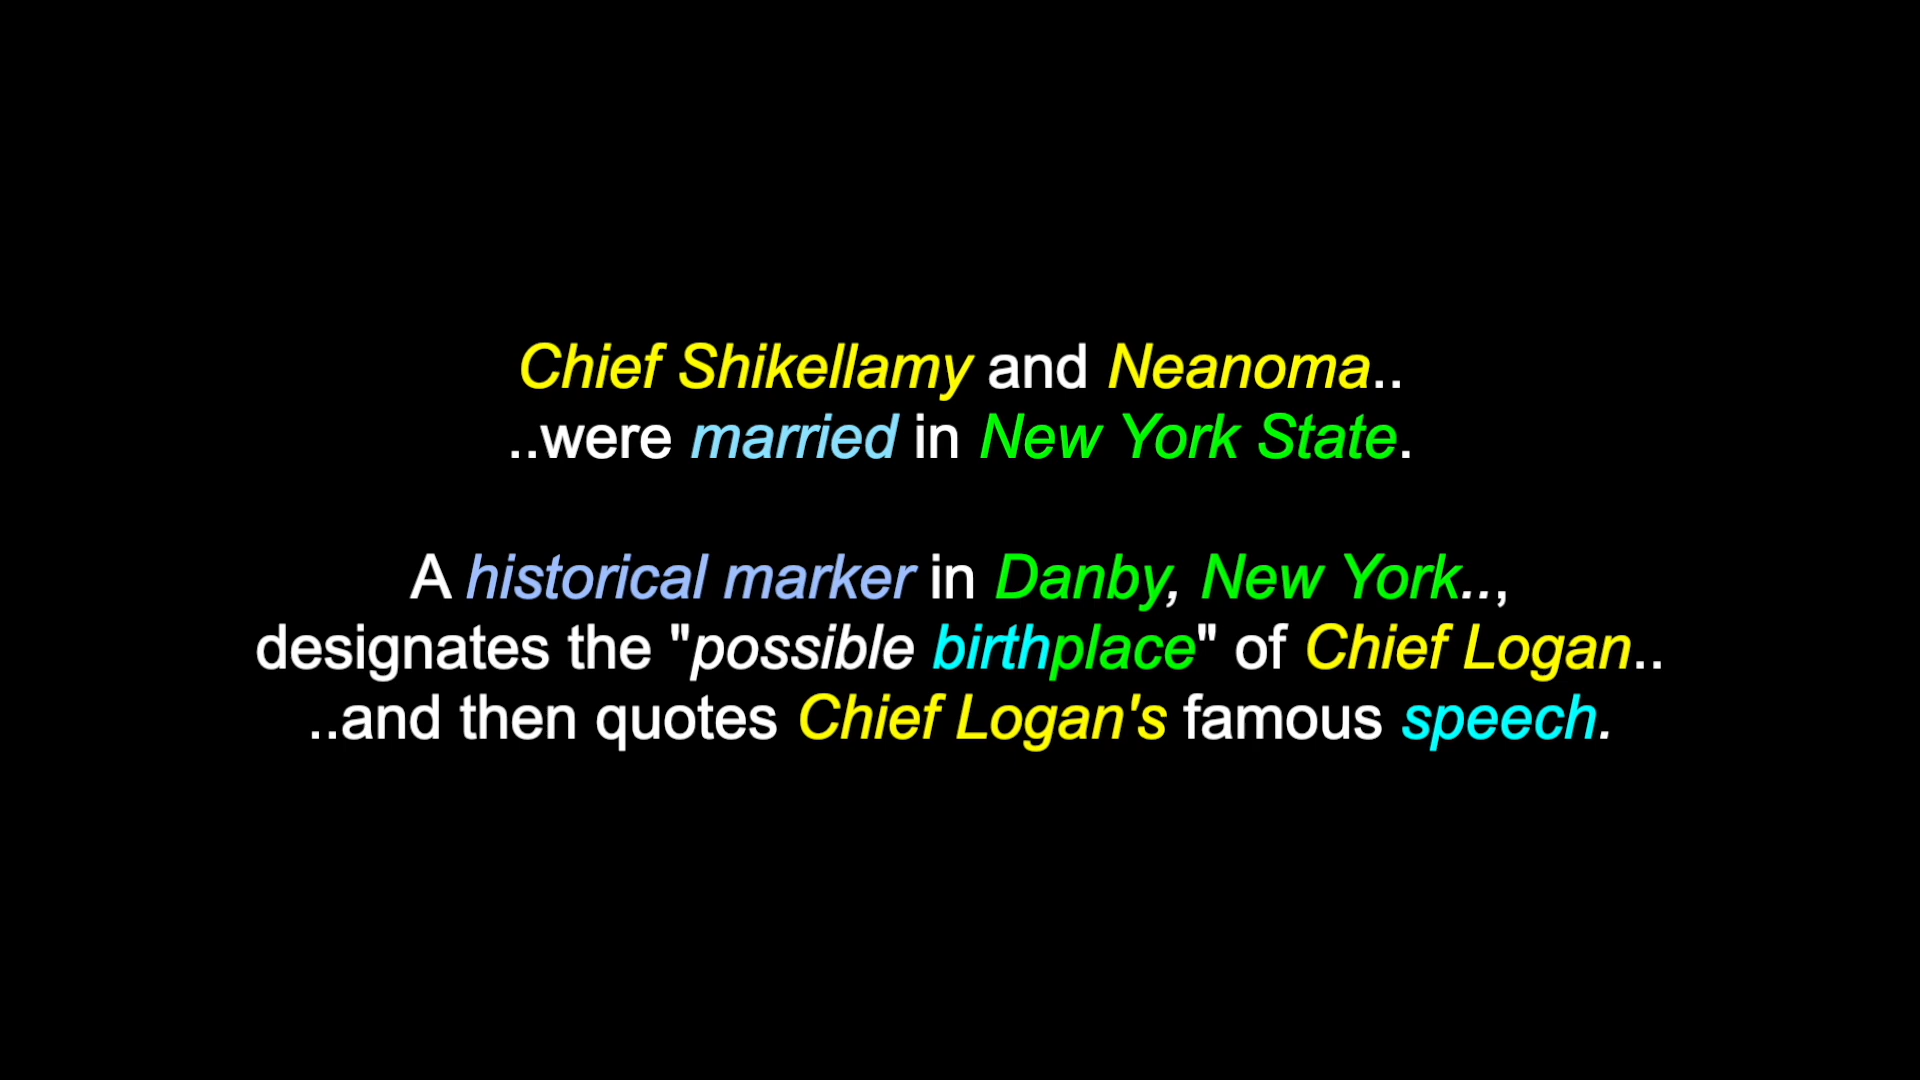 Chief Shikellamy and Neanoma..
..were married in New York State.
A historical marker in Danby, New York..,
designates the "possible birthplace" of Chief Logan..
..and then quotes Chief Logan's famous speech.